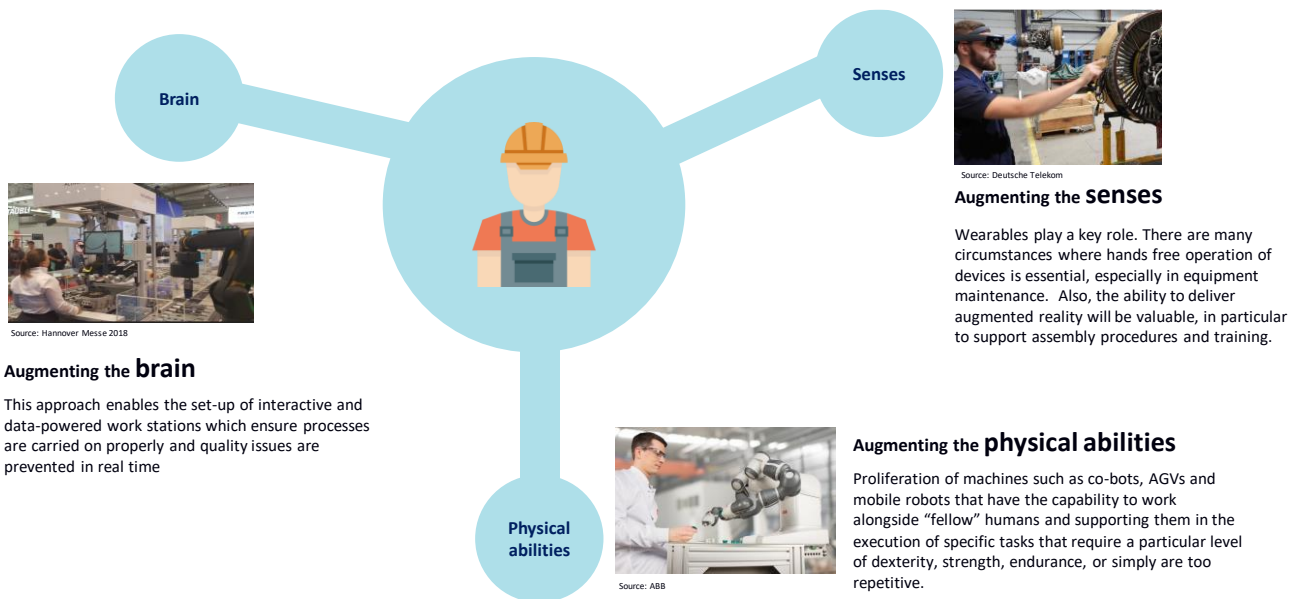 Brain
Senses
Source: Deutsche Telekom
Augmenting the senses
Wearables play a key role. There are many
circumstances where hands free operation of
devices is essential, especially in equipment
maintenance.  Also, the ability to deliver
augmented reality will be valuable, in particular
to support assembly procedures and training.
Source: Hannover Messe 2018
Augmenting the brain
This approach enables the set-up of interactive and
data-powered work stations which ensure processes
are carried on properly and quality issues are
prevented in real time
Physical
abilities
Source: ABB
Augmenting the physical abilities
Proliferation of machines such as co-bots, AGVs and
mobile robots that have the capability to work
alongside “fellow” humans and supporting them in the
execution of specific tasks that require a particular level
of dexterity, strength, endurance, or simply are too
repetitive.